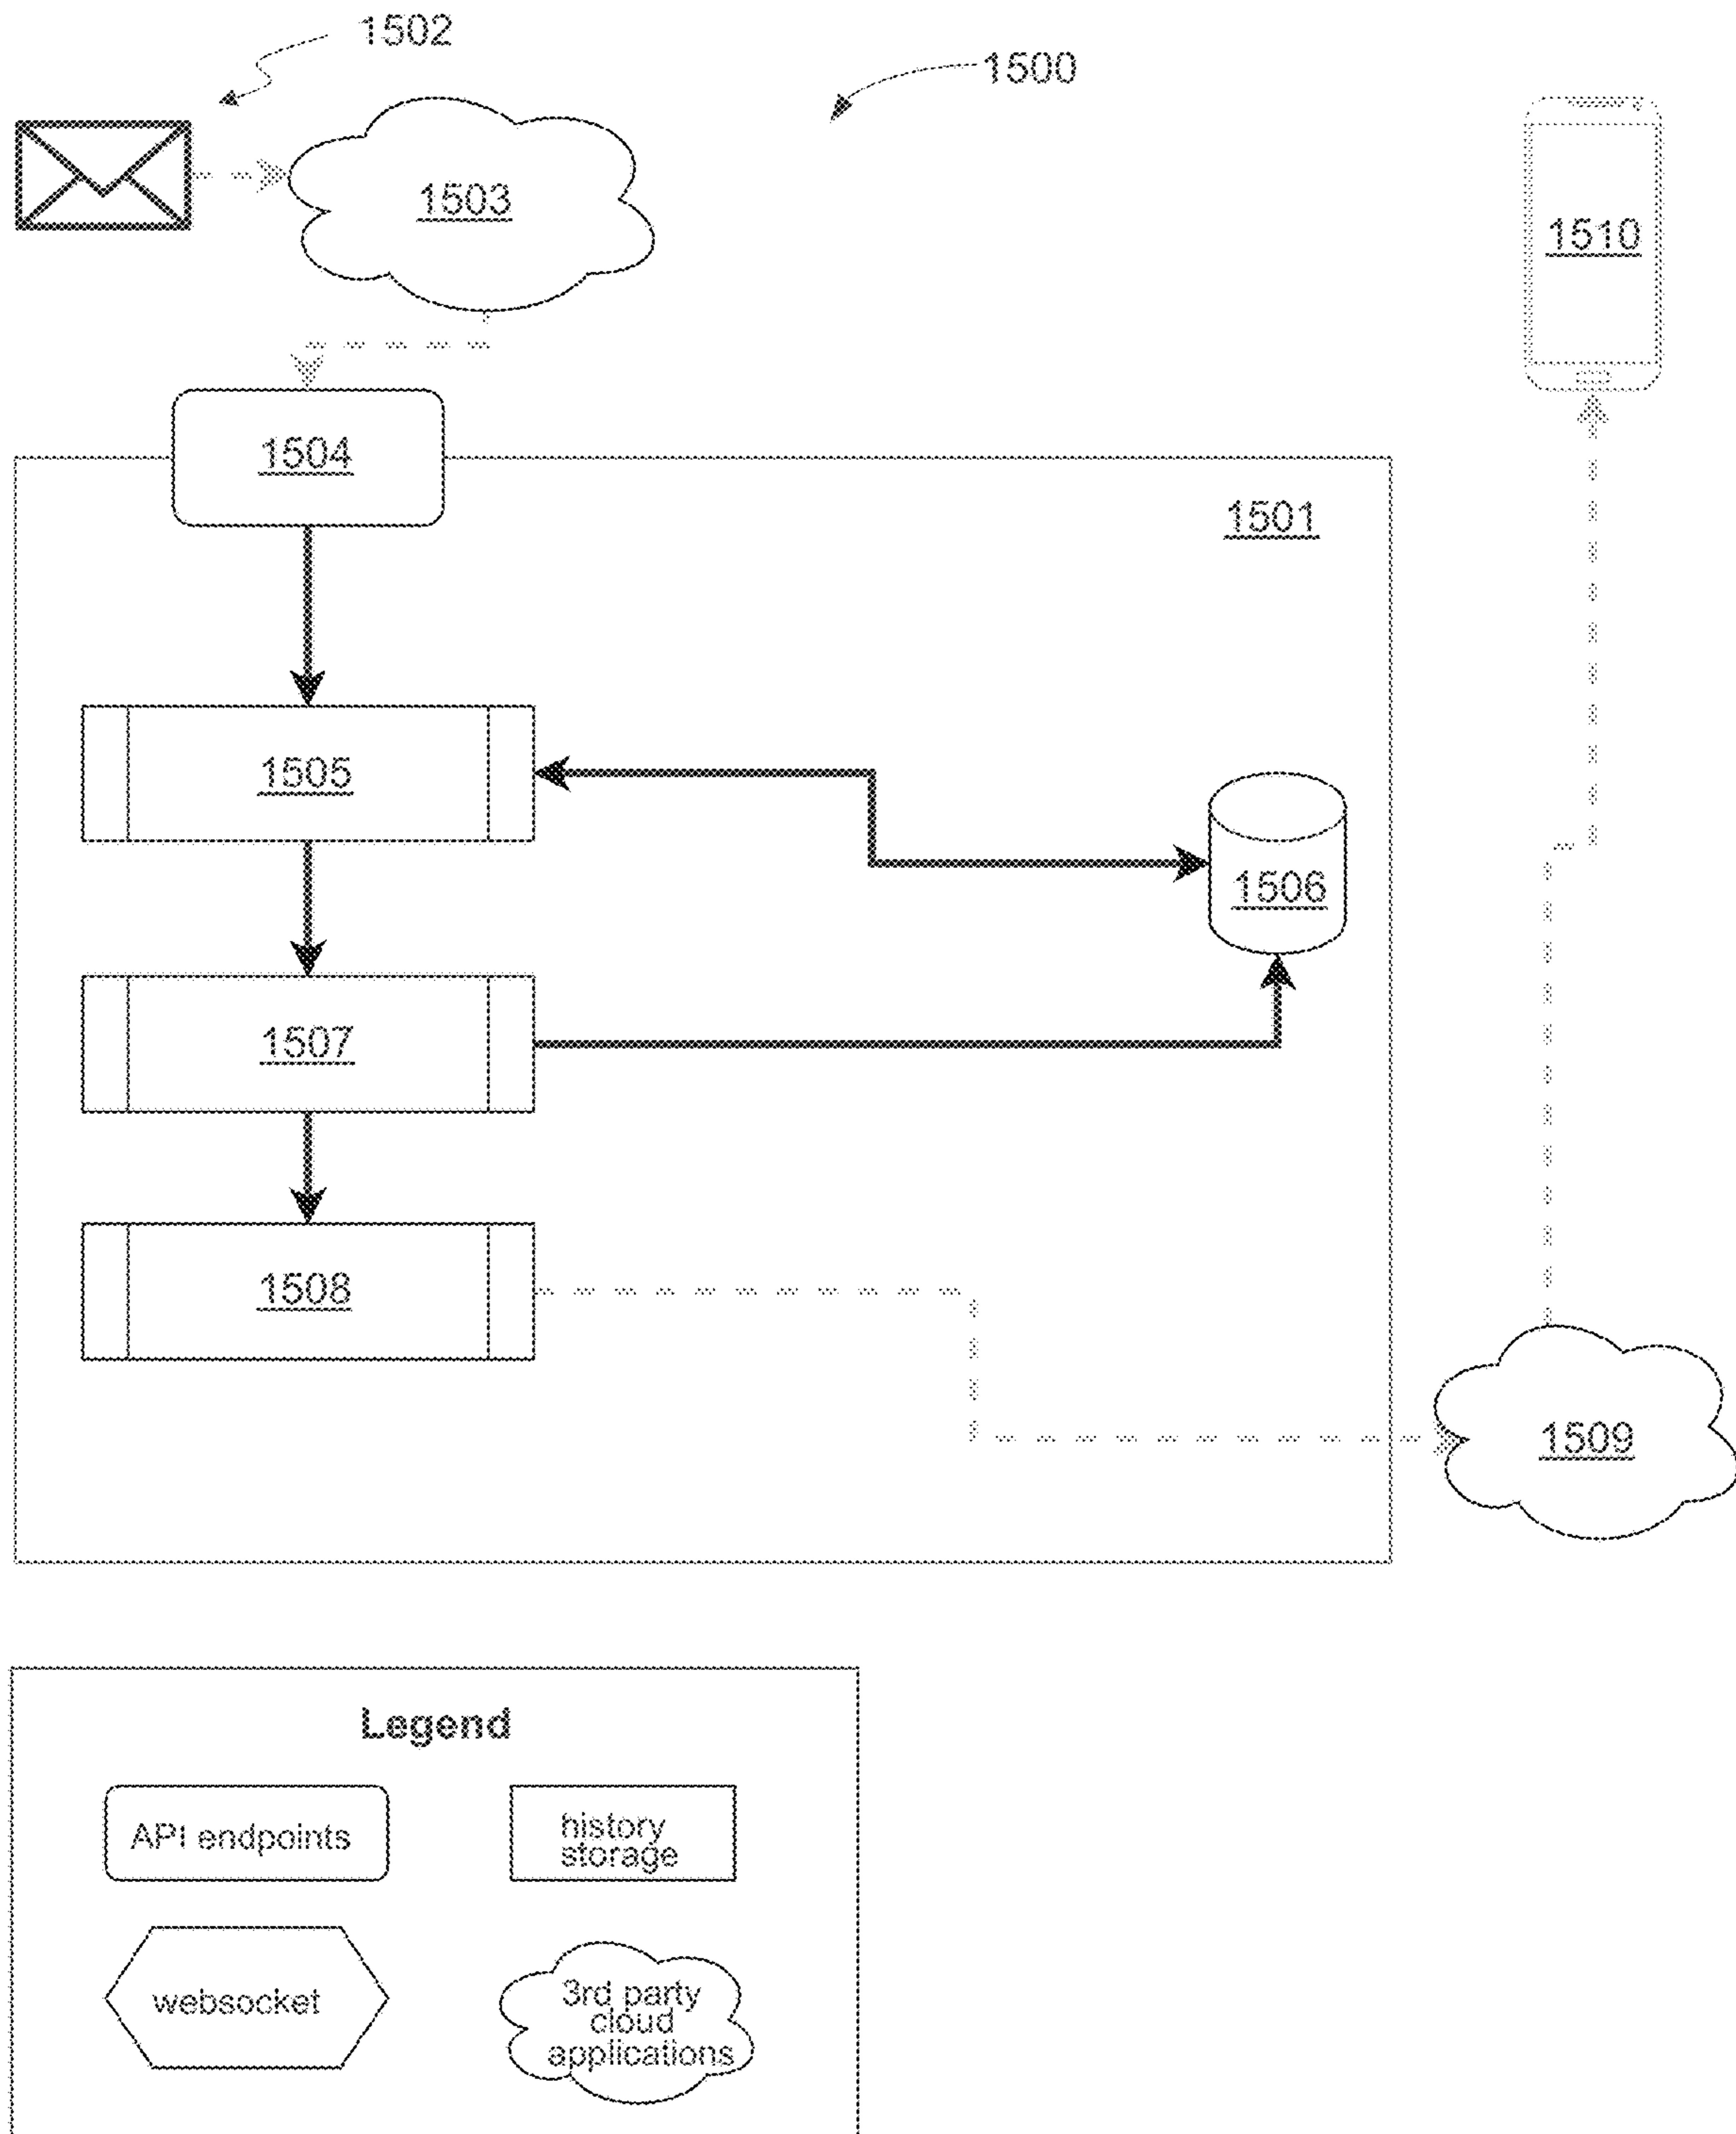 1502
1500
1503
1510
1504
1501
1505
1506
1507
1508
1509
Legend
API endpoints
history
storage
websocket
3rd party
cloud
applications